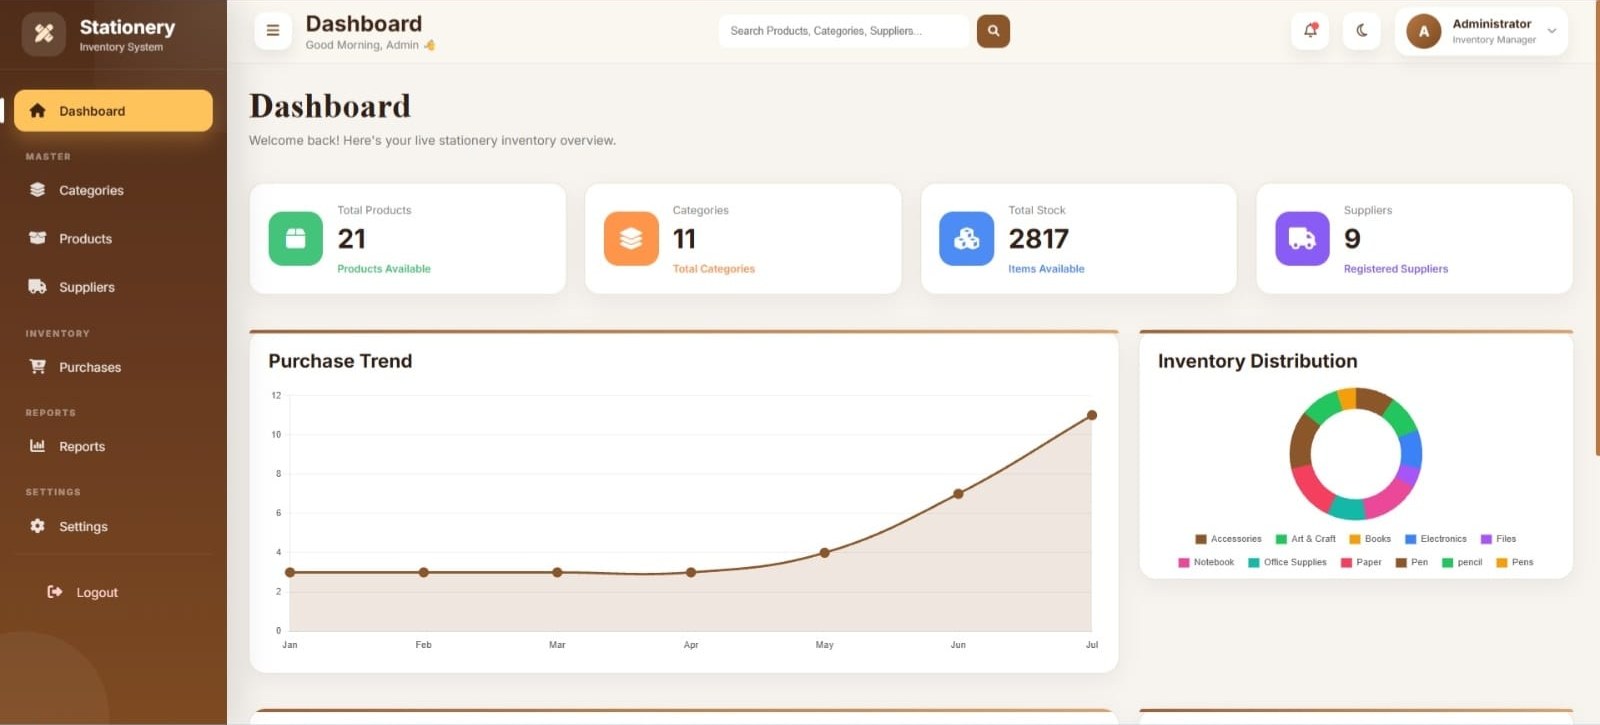 Stationery
Inventory System
Dashboard
MASTER
Categories
Products
Suppliers
INVENTORY
Purchases
REPORTS
Reports
SETTINGS
Settings
Logout
Dashboard
Good Morning, Admin
Search Products, Categories, Suppliers...
A
Administrator
Inventory Manager
Dashboard
Welcome back! Here's your live stationery inventory overview.
Total Products
21
Products Available
Categories
11
Total Categories
Total Stock
2817
Items Available
Suppliers
9
Registered Suppliers
Purchase Trend
12
10
8
6
4
2
0
Jan Feb Mar Apr May Jun Jul
Inventory Distribution
Accessories Art & Craft Books Electronics Files
Notebook Office Supplies Paper Pen pencil Pens